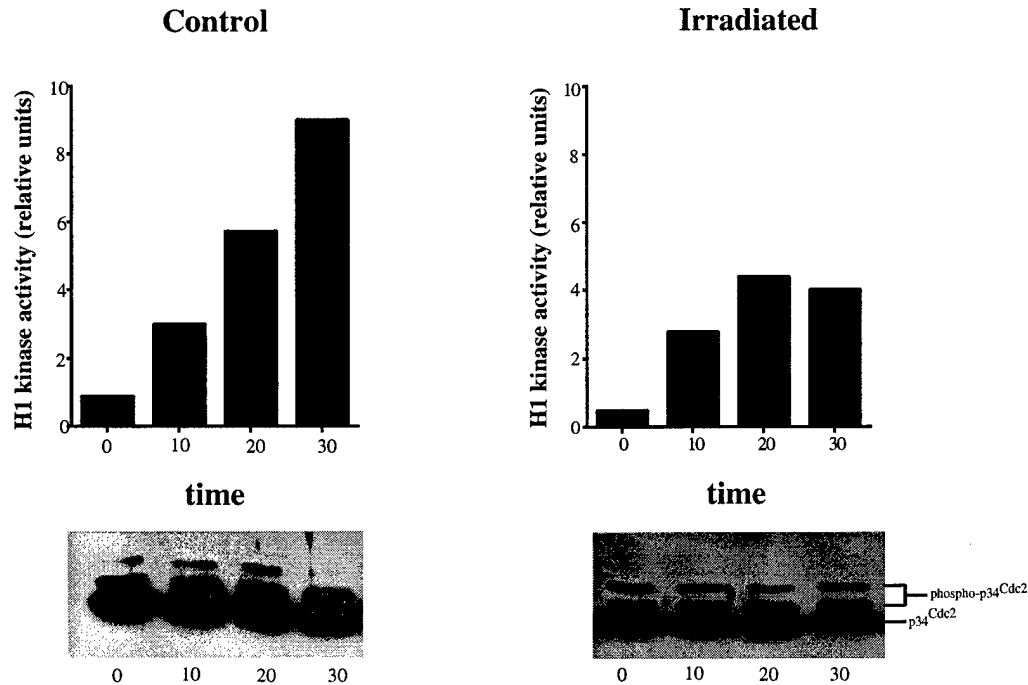 Control
H1 kinase activity (relative units)
10
8
6
4
2
0
0 10 20 30
time
0 10 20 30
Irradiated
H1 kinase activity (relative units)
10
8
6
4
2
0
0 10 20 30
time
phospho-p34Cdc2
p34Cdc2
0 10 20 30